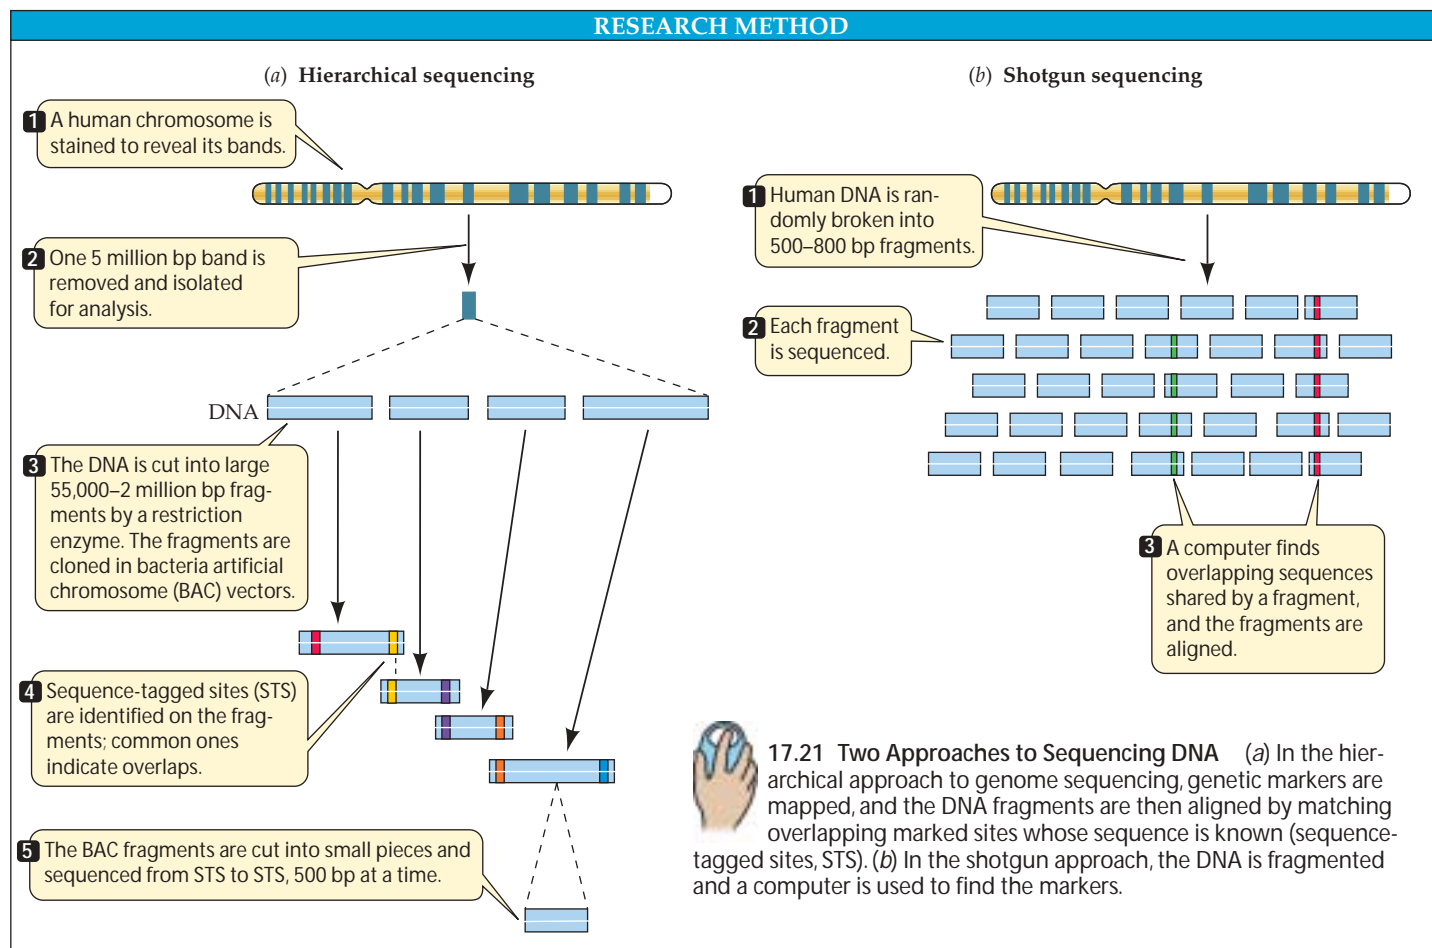 RESEARCH METHOD
(a) Hierarchical sequencing
1 A human chromosome is
stained to reveal its bands.
2 One 5 million bp band is
removed and isolated
for analysis.
DNA
3 The DNA is cut into large
55,000–2 million bp frag-
ments by a restriction
enzyme. The fragments are
cloned in bacteria artificial
chromosome (BAC) vectors.
4 Sequence-tagged sites (STS)
are identified on the frag-
ments; common ones
indicate overlaps.
5 The BAC fragments are cut into small pieces and
sequenced from STS to STS, 500 bp at a time.
(b) Shotgun sequencing
1 Human DNA is ran-
domly broken into
500–800 bp fragments.
2 Each fragment
is sequenced.
3 A computer finds
overlapping sequences
shared by a fragment,
and the fragments are
aligned.
17.21 Two Approaches to Sequencing DNA (a) In the hier-
archical approach to genome sequencing, genetic markers are
mapped, and the DNA fragments are then aligned by matching
overlapping marked sites whose sequence is known (sequence-
tagged sites, STS). (b) In the shotgun approach, the DNA is fragmented
and a computer is used to find the markers.